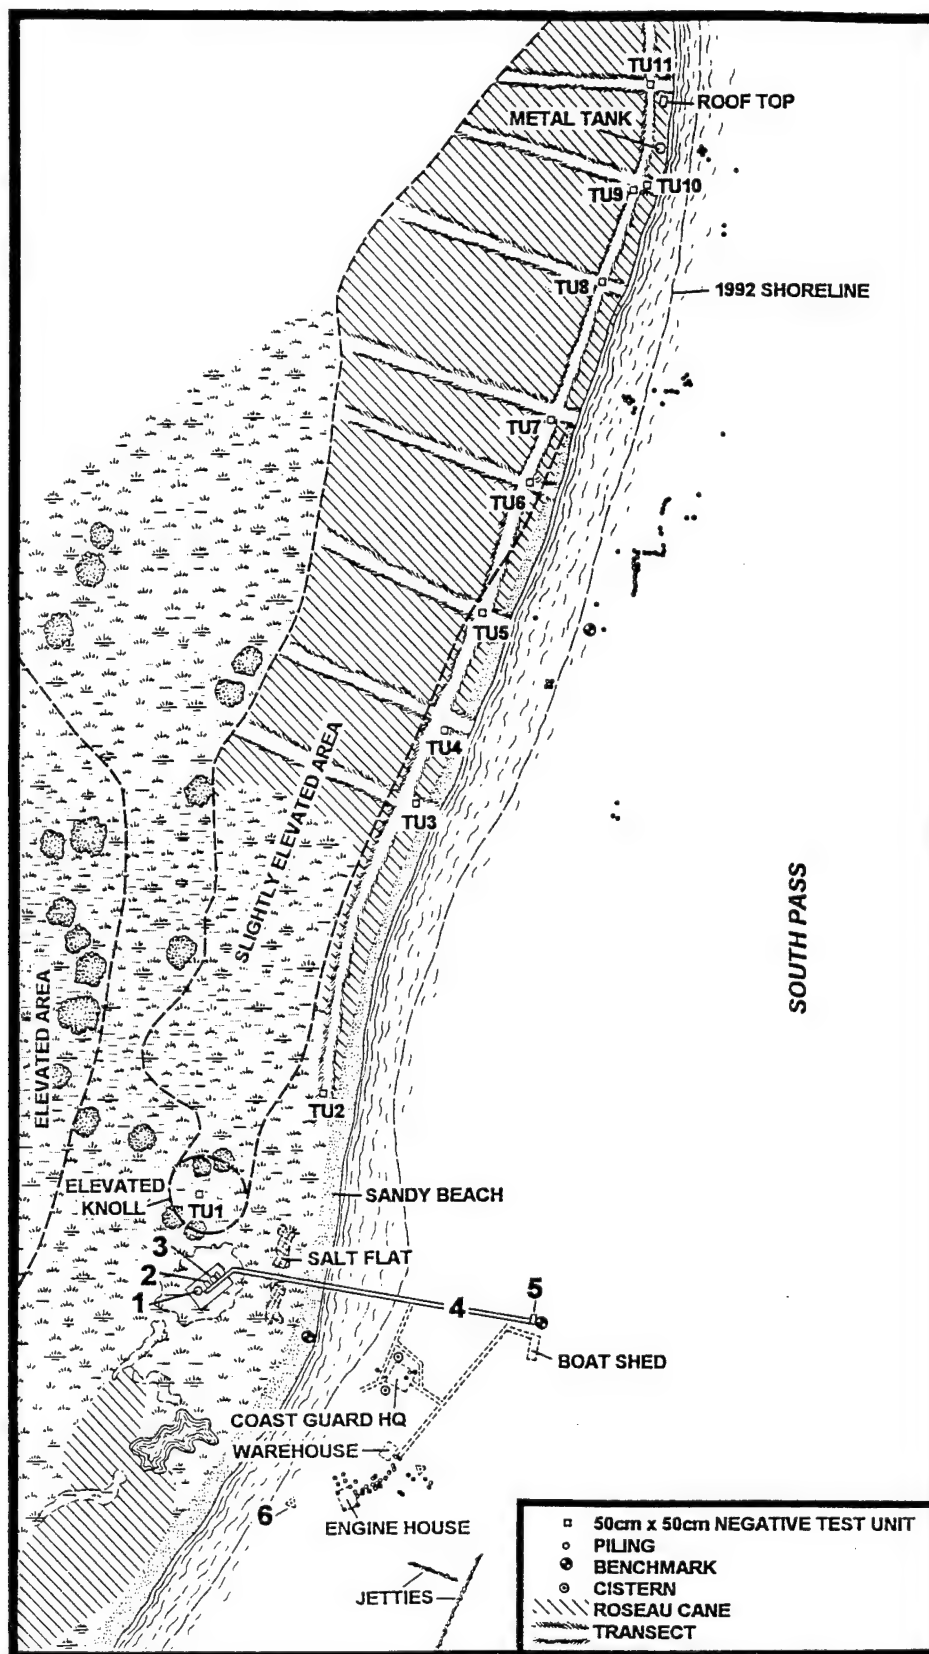 TU11
ROOF TOP
METAL TANK
TU9
TU10
TU8
1992 SHORELINE
TU7
TU6
TU5
TU4
TU3
SLIGHTLY ELEVATED AREA
SOUTH PASS
ELEVATED AREA
TU2
ELEVATED
KNOLL
TU1
SANDY BEACH
SALT FLAT
3
2
1
4
5
BOAT SHED
COAST GUARD HQ
WAREHOUSE
6
ENGINE HOUSE
JETTIES
50cm x 50cm NEGATIVE TEST UNIT
PILING
BENCHMARK
CISTERN
ROSEAU CANE
TRANSECT